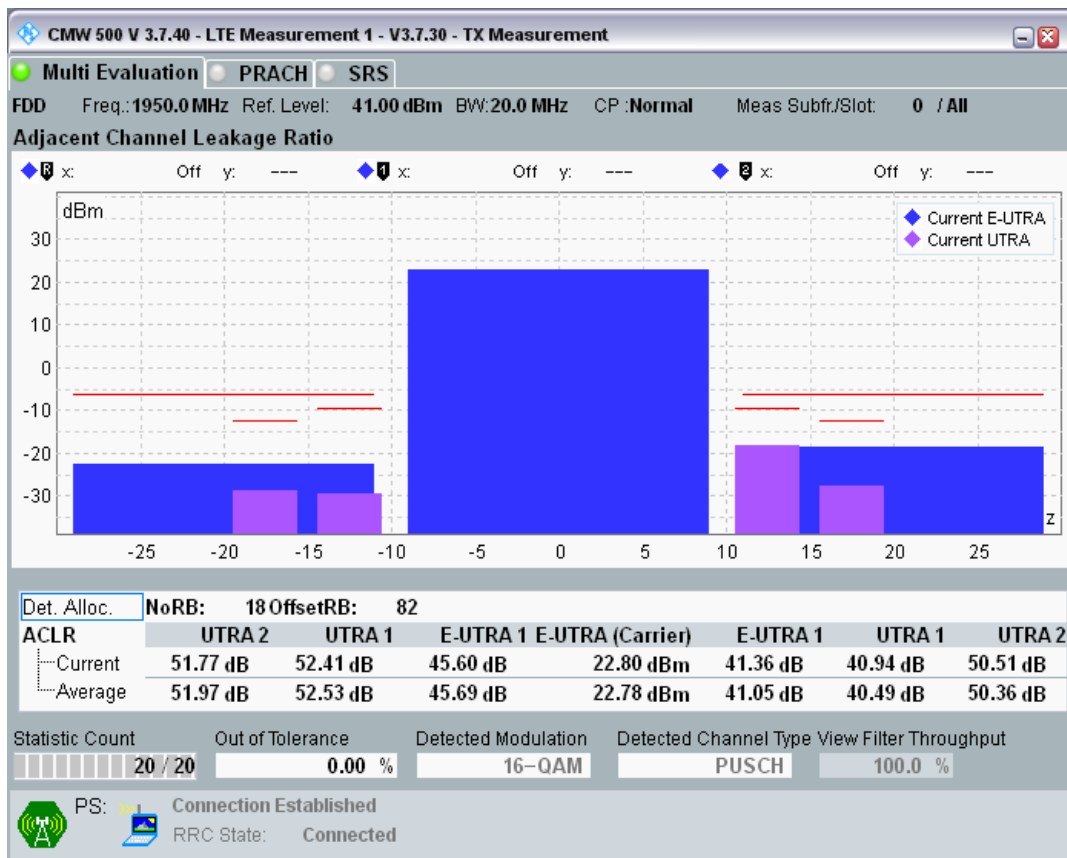 CMW 500 V 3.7.40 - LTE Measurement 1 - V3.7.30 - TX Measurement
Multi Evaluation PRACH SRS
FDD Freq.: 1950.0 MHz Ref. Level: 41.00 dBm BW: 20.0 MHz CP : Normal Meas Subfr./Slot: 0 / All
Adjacent Channel Leakage Ratio
R x: Off y: --- 1 x: Off y: --- 2 x: Off y: ---
dBm
Current E-UTRA
Current UTRA
30
20
10
0
-10
-20
-30
z
-25 -20 -15 -10 -5 0 5 10 15 20 25
Det. Alloc. NoRB: 18 OffsetRB: 82
ACLR UTRA 2 UTRA 1 E-UTRA 1 E-UTRA (Carrier) E-UTRA 1 UTRA 1 UTRA 2
Current 51.77 dB 52.41 dB 45.60 dB 22.80 dBm 41.36 dB 40.94 dB 50.51 dB
Average 51.97 dB 52.53 dB 45.69 dB 22.78 dBm 41.05 dB 40.49 dB 50.36 dB
Statistic Count Out of Tolerance Detected Modulation Detected Channel Type View Filter Throughput
20 / 20 0.00 % 16-QAM PUSCH 100.0 %
PS: Connection Established
RRC State: Connected